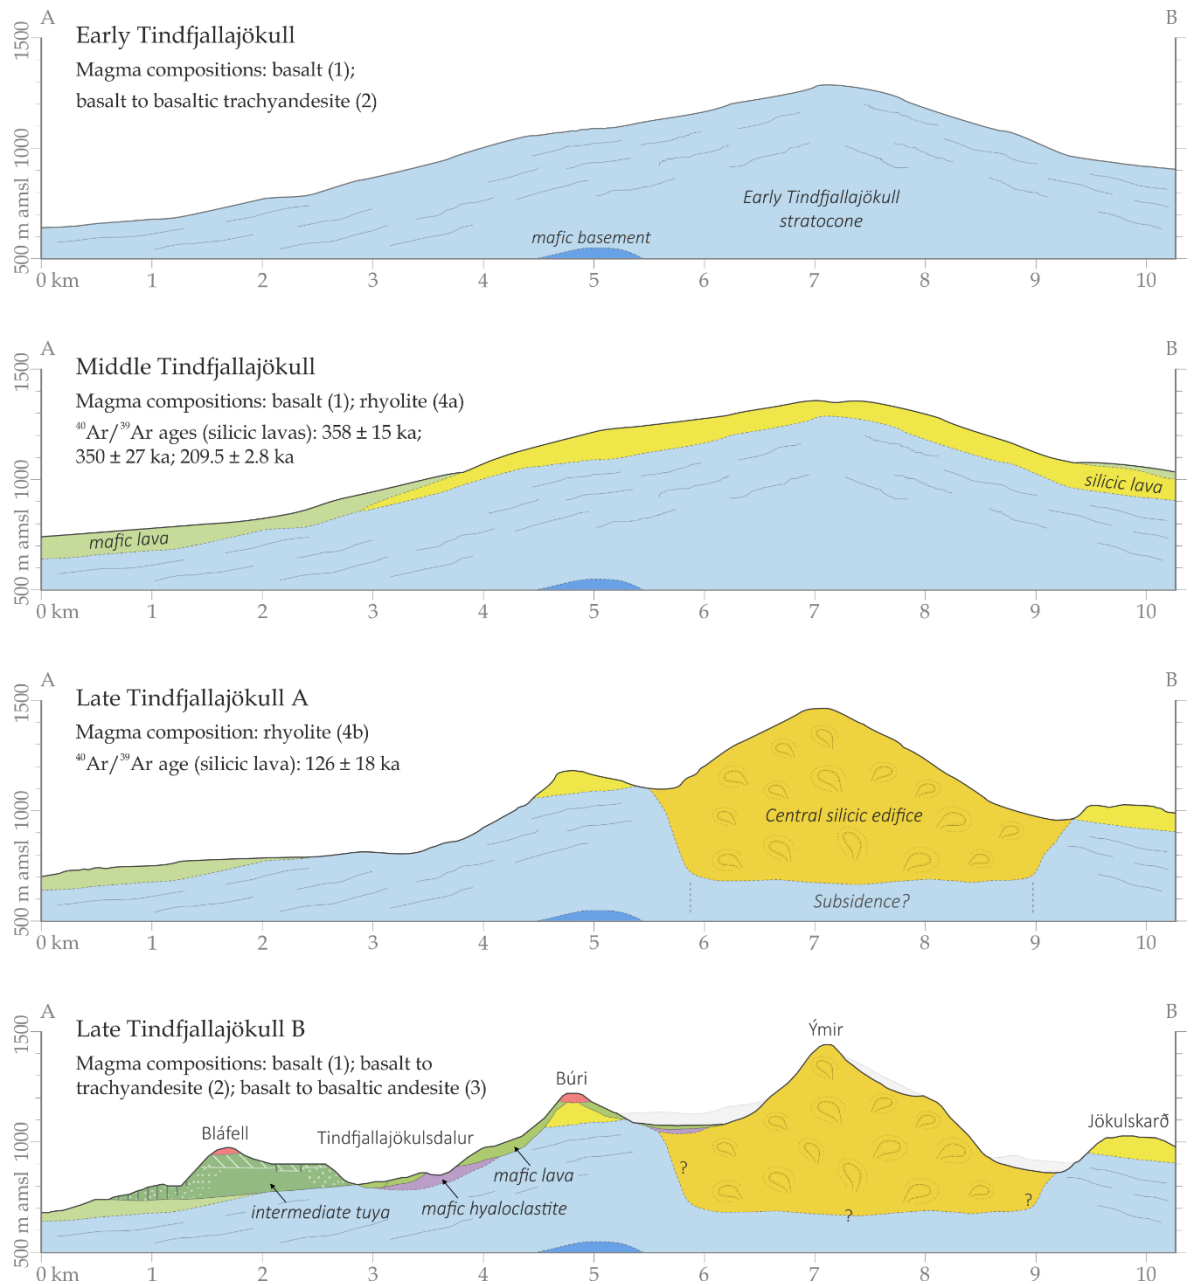 A
B
Early Tindfjallajökull
Magma compositions: basalt (1);
basalt to basaltic trachyandesite (2)
1500
1000
500 m amsl
Early Tindfjallajökull
stratocone
mafic basement
0 km 1 2 3 4 5 6 7 8 9 10
A
B
Middle Tindfjallajökull
Magma compositions: basalt (1); rhyolite (4a)
⁴⁰Ar/³⁹Ar ages (silicic lavas): 358 ± 15 ka;
350 ± 27 ka; 209.5 ± 2.8 ka
1500
1000
500 m amsl
silicic lava
mafic lava
0 km 1 2 3 4 5 6 7 8 9 10
A
B
Late Tindfjallajökull A
Magma composition: rhyolite (4b)
⁴⁰Ar/³⁹Ar age (silicic lava): 126 ± 18 ka
1500
1000
500 m amsl
Central silicic edifice
Subsidence?
0 km 1 2 3 4 5 6 7 8 9 10
A
B
Late Tindfjallajökull B
Magma compositions: basalt (1); basalt to
trachyandesite (2); basalt to basaltic andesite (3)
1500
1000
500 m amsl
Ýmir
Búri
Bláfell
Tindfjallajökulsdalur
Jökulskarð
mafic lava
intermediate tuya
mafic hyaloclastite
?
?
?
0 km 1 2 3 4 5 6 7 8 9 10